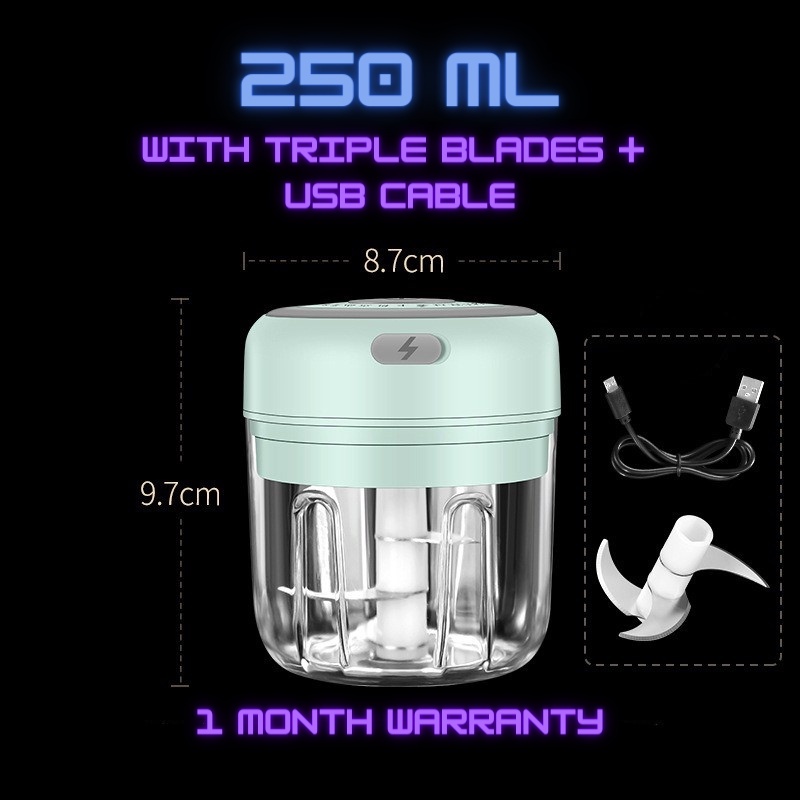 250 ML
WITH TRIPLE BLADES +
USB CABLE
8.7cm
9.7cm
1 MONTH WARRANTY